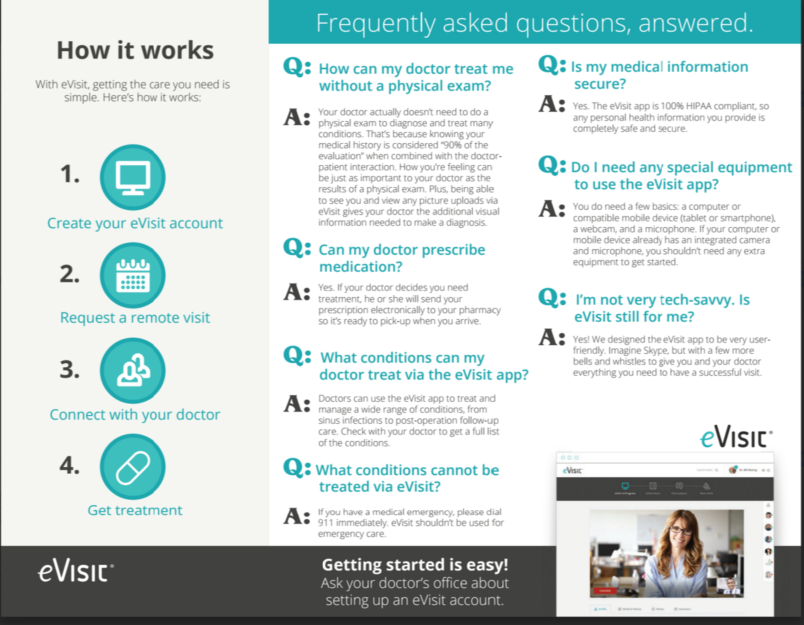 How it works
With eVisit, getting the care you need is
simple. Here's how it works:
1.
Create your eVisit account
2.
Request a remote visit
3.
Connect with your doctor
4.
Get treatment
Frequently asked questions, answered.
Q: How can my doctor treat me
without a physical exam?
A: Your doctor actually doesn't need to do a
physical exam to diagnose and treat many
conditions. That's because knowing your
medical history is considered "90% of the
evaluation" when combined with the doctor-
patient interaction. How you're feeling can
be just as important to your doctor as the
results of a physical exam. Plus, being able
to see you and view any picture uploads via
eVisit gives your doctor the additional visual
information needed to make a diagnosis.
Q: Can my doctor prescribe
medication?
A: Yes. If your doctor decides you need
treatment, he or she will send your
prescription electronically to your pharmacy
so it's ready to pick-up when you arrive.
Q: What conditions can my
doctor treat via the eVisit app?
A: Doctors can use the eVisit app to treat and
manage a wide range of conditions, from
sinus infections to post-operation follow-up
care. Check with your doctor to get a full list
of the conditions.
Q: What conditions cannot be
treated via eVisit?
A: If you have a medical emergency, please dial
911 immediately. eVisit shouldn't be used for
emergency care.
Q: Is my medical information
secure?
A: Yes. The eVisit app is 100% HIPAA compliant, so
any personal health information you provide is
completely safe and secure.
Q: Do I need any special equipment
to use the eVisit app?
A: You do need a few basics: a computer or
compatible mobile device (tablet or smartphone),
a webcam, and a microphone. If your computer or
mobile device already has an integrated camera
and microphone, you shouldn't need any extra
equipment to get started.
Q: I'm not very tech-savvy. Is
eVisit still for me?
A: Yes! We designed the eVisit app to be very user-
friendly. Imagine Skype, but with a few more
bells and whistles to give you and your doctor
everything you need to have a successful visit.
eVisit
eVisit
eVisit
Getting started is easy!
Ask your doctor's office about
setting up an eVisit account.